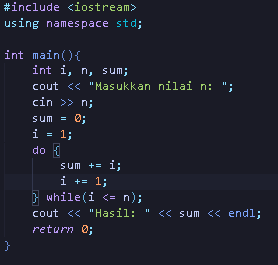 #include <iostream>
using namespace std;

int main(){
    int i, n, sum;
    cout << "Masukkan nilai n: ";
    cin >> n;
    sum = 0;
    i = 1;
    do {
        sum += i;
        i += 1;
    } while(i <= n);
    cout << "Hasil: " << sum << endl;
    return 0;
}